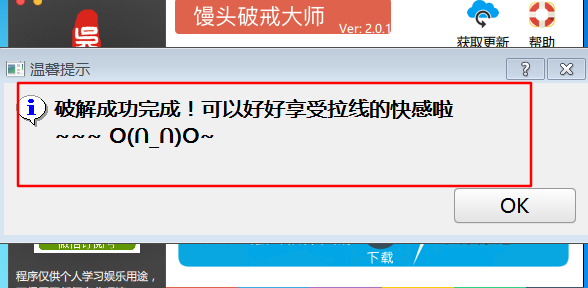 馒头破戒大师
Ver: 2.0.1
获取更新
帮助
温馨提示
破解成功完成！可以好好享受拉线的快感啦
~~~ O(∩_∩)O~
OK
下载
程序仅供个人学习娱乐用途，